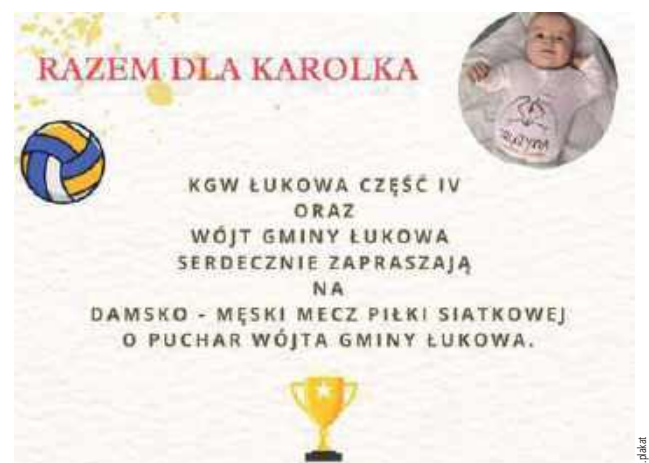 RAZEM DLA KAROLKA
KGW ŁUKOWA CZĘŚĆ IV
ORAZ
WÓJT GMINY ŁUKOWA
SERDECZNIE ZAPRASZAJĄ
NA
DAMSKO - MĘSKI MECZ PIŁKI SIATKOWEJ
O PUCHAR WÓJTA GMINY ŁUKOWA.
.plakat